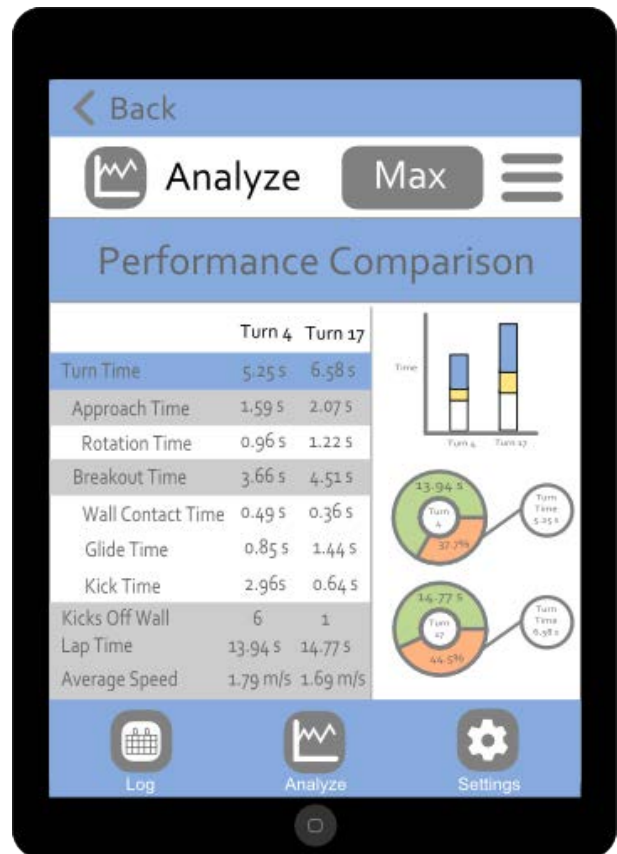 Back
Analyze
Max
Performance Comparison
Turn 4 Turn 17
Turn Time 5.25 s 6.58 s
Approach Time 1.59 s 2.07 s
Rotation Time 0.96 s 1.22 s
Breakout Time 3.66 s 4.51 s
Wall Contact Time 0.49 s 0.36 s
Glide Time 0.85 s 1.44 s
Kick Time 2.96s 0.64 s
Kicks Off Wall 6 1
Lap Time 13.94 s 14.77 s
Average Speed 1.79 m/s 1.69 m/s
Time
Turn 4 Turn 17
13.94 s
Turn
4
37.7%
Turn
Time
5.25 s
14.77 s
Turn
17
44.5%
Turn
Time
6.58 s
Log
Analyze
Settings